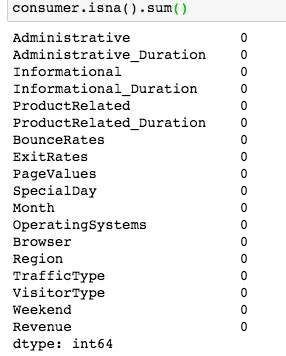 consumer.isna().sum()
Administrative 0
Administrative_Duration 0
Informational 0
Informational_Duration 0
ProductRelated 0
ProductRelated_Duration 0
BounceRates 0
ExitRates 0
PageValues 0
SpecialDay 0
Month 0
OperatingSystems 0
Browser 0
Region 0
TrafficType 0
VisitorType 0
Weekend 0
Revenue 0
dtype: int64